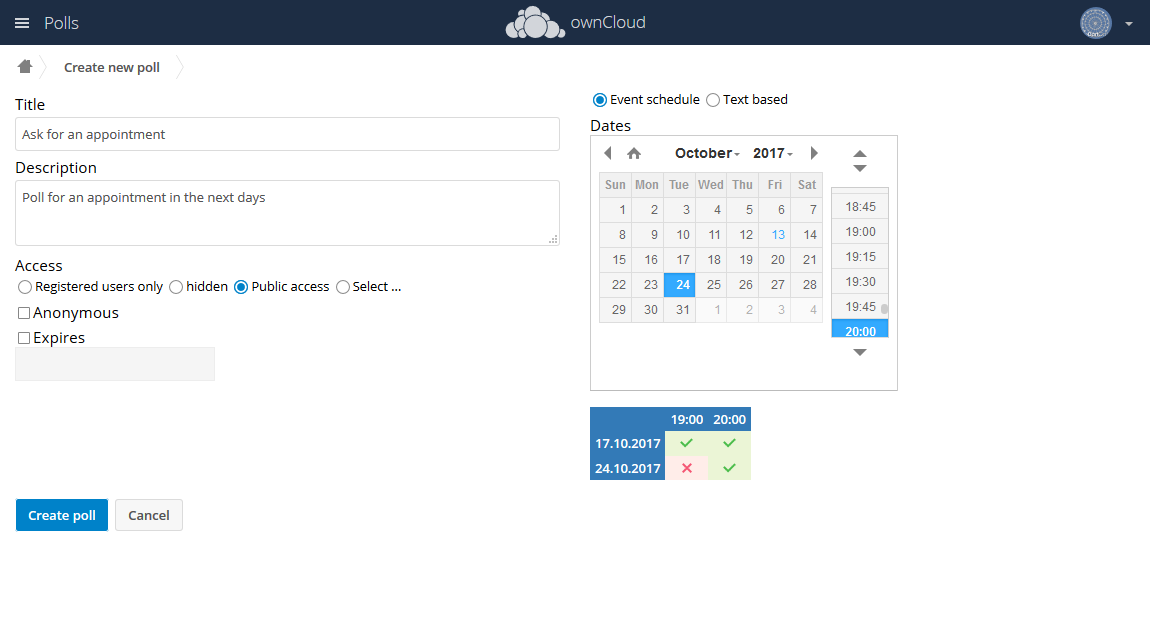 Polls
ownCloud
Create new poll
Title
Ask for an appointment
Description
Poll for an appointment in the next days
Access
Registered users only hidden Public access Select ...
Anonymous
Expires
Create poll Cancel
Event schedule Text based
Dates
October 2017
Sun Mon Tue Wed Thu Fri Sat
1 2 3 4 5 6 7
8 9 10 11 12 13 14
15 16 17 18 19 20 21
22 23 24 25 26 27 28
29 30 31 1 2 3 4
18:45
19:00
19:15
19:30
19:45
20:00
19:00 20:00
17.10.2017
24.10.2017